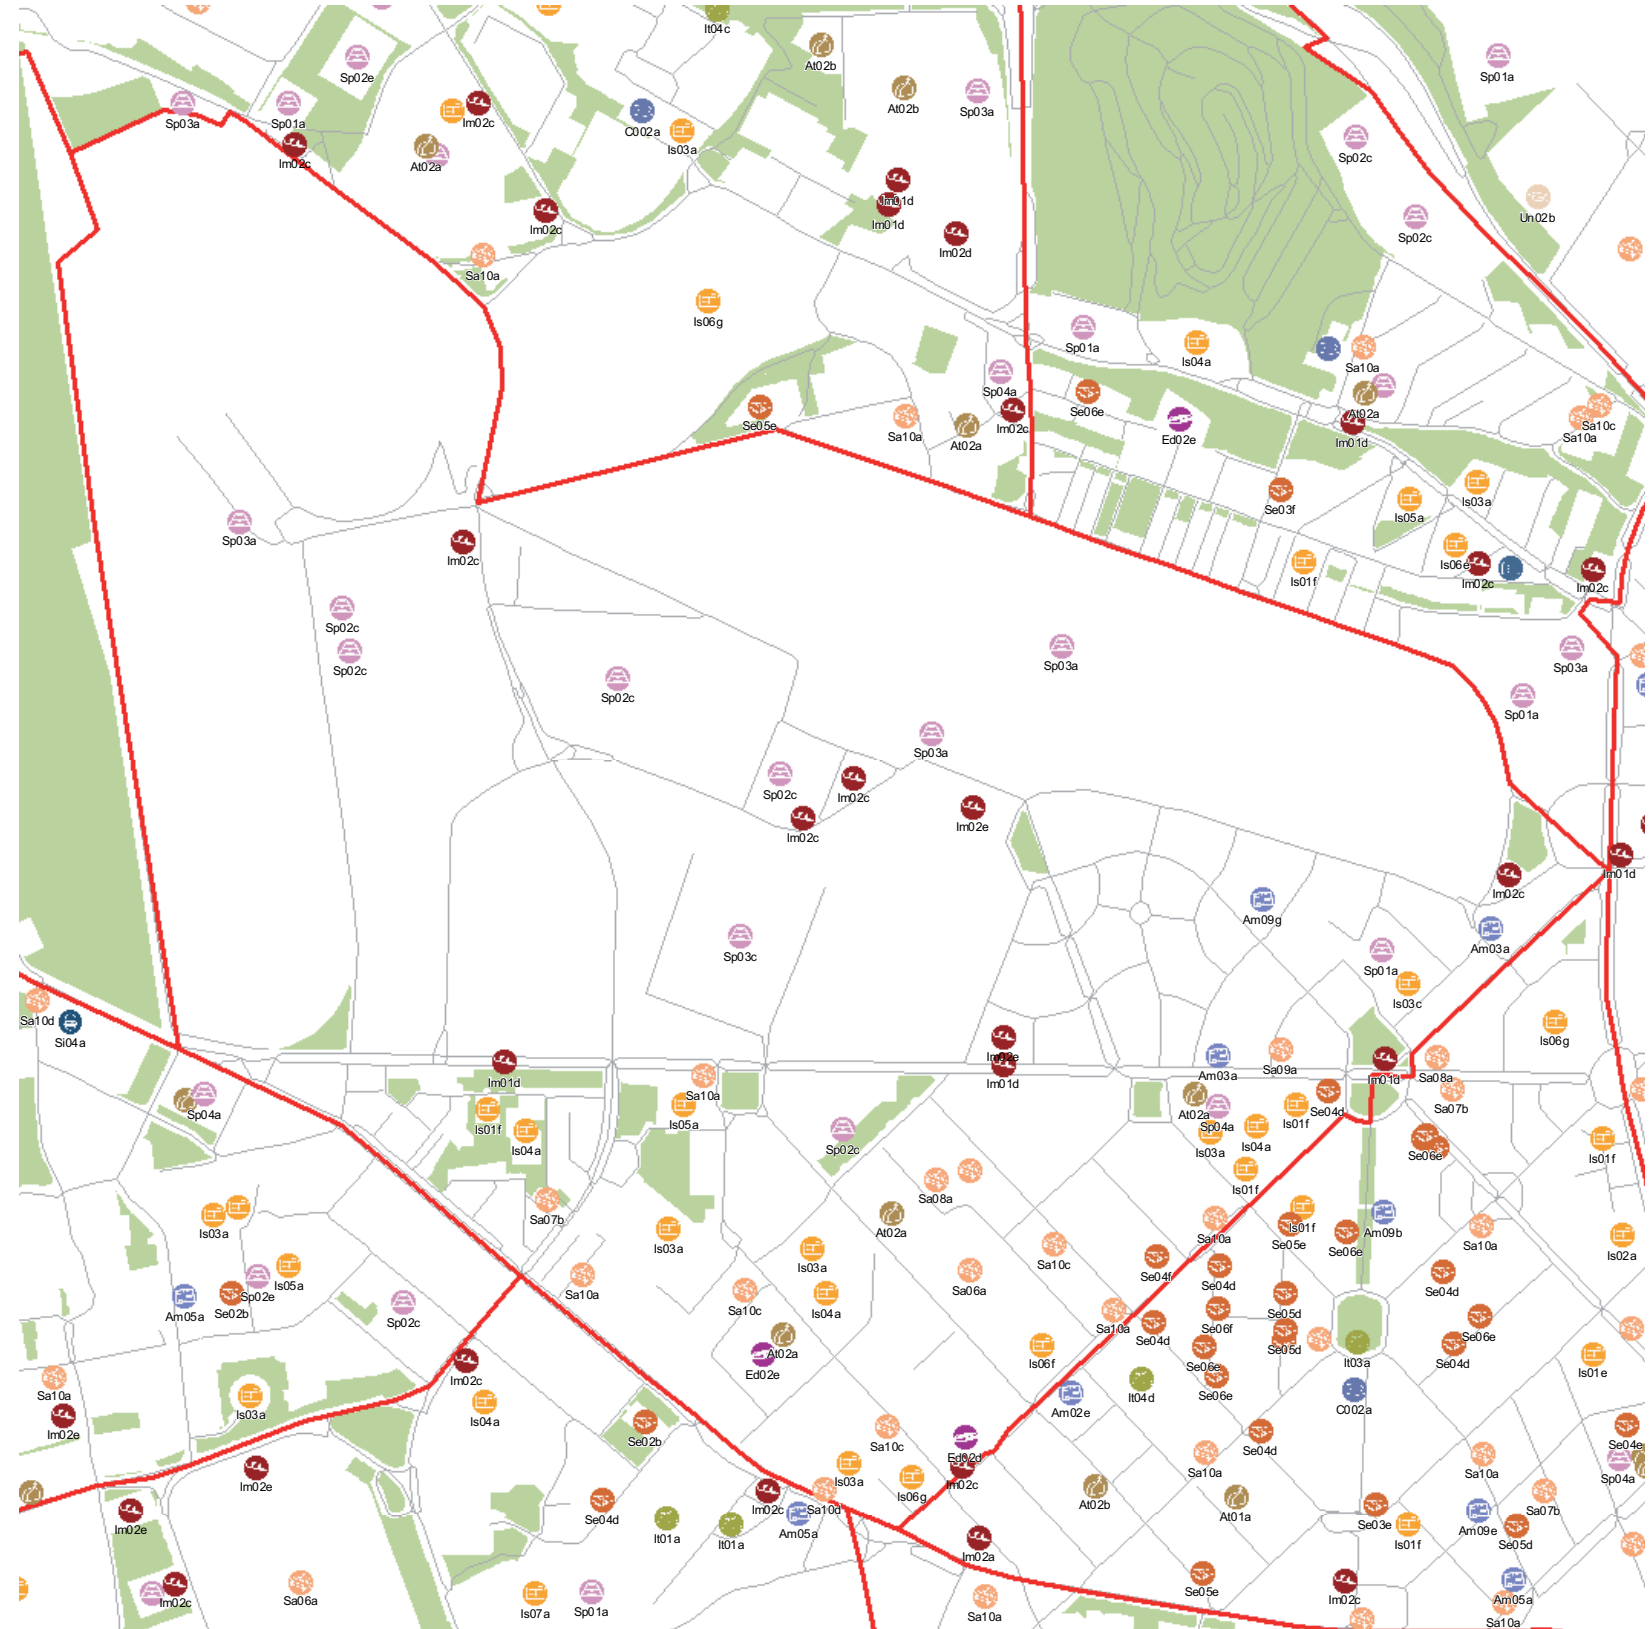 It04c
At02b
Sp02e
Sp01a
At02b
Sp03a
Sp03a
Sp01a
Im02c
C002a
Is03a
Sp02c
Im02c
At02a
Im01d
Im01d
Un02b
Im02c
Sp02c
Im02d
Sa10a
Is06g
Sp01a
Is04a
Sa10a
Sp04a
Se06e
At02a
Se05e
Sa10a
Im02c
At02a
Ed02e
Im01d
Sa10c
Sa10a
Se03f
Is05a
Is03a
Sp03a
Im02c
Is01f
Is06e
Im02c
Im02c
Sp02c
Sp02c
Sp02c
Sp03a
Sp03a
Sp01a
Sp03a
Sp02c
Im02c
Im02c
Im02e
Im01d
Im02c
Am09g
Am03a
Sp03c
Sp01a
Is03c
Sa10d
Si04a
Im02e
Im01d
Im01d
Am03a
Sa09a
Im01d
Sa08a
Is06g
Sp04a
Is01f
Is04a
Sa10a
Is05a
Sp02c
At02a
Sp04a
Is03a
Is04a
Is01f
Se04d
Sa07b
Se06e
Is01f
Is01f
Is03a
Sa07b
Is03a
Sa08a
At02a
Sa10a
Is01f
Se05e
Se06e
Am09b
Sa10a
Is02a
Is05a
Sp02e
Se02b
Am05a
Sp02c
Sa10a
Is03a
Is04a
Sa10c
Sa06a
Sa10c
Se04f
Se04d
Se04d
Se05d
Se06f
Sa10a
Se04d
Se05d
Se06e
Se04d
It03a
Sa10a
Im02c
Ed02e
At02a
Is06f
Se06e
Se06e
It04d
Is01e
Im02e
Is03a
Is04a
Am02e
C002a
Se02b
Sa10c
Ed02d
Se04d
Sa10a
Se04e
Im02e
Is03a
Is06g
Im02c
Sa10a
Sp04a
Im02e
Se04d
It01a
It01a
Im02c
Am05a
Sa10d
At02b
At01a
Se03e
Is01f
Am09e
Sa07b
Se05d
Im02a
Im02c
Sa06a
Is07a
Sp01a
Sa10a
Se05e
Im02c
Am05a
Sa10a